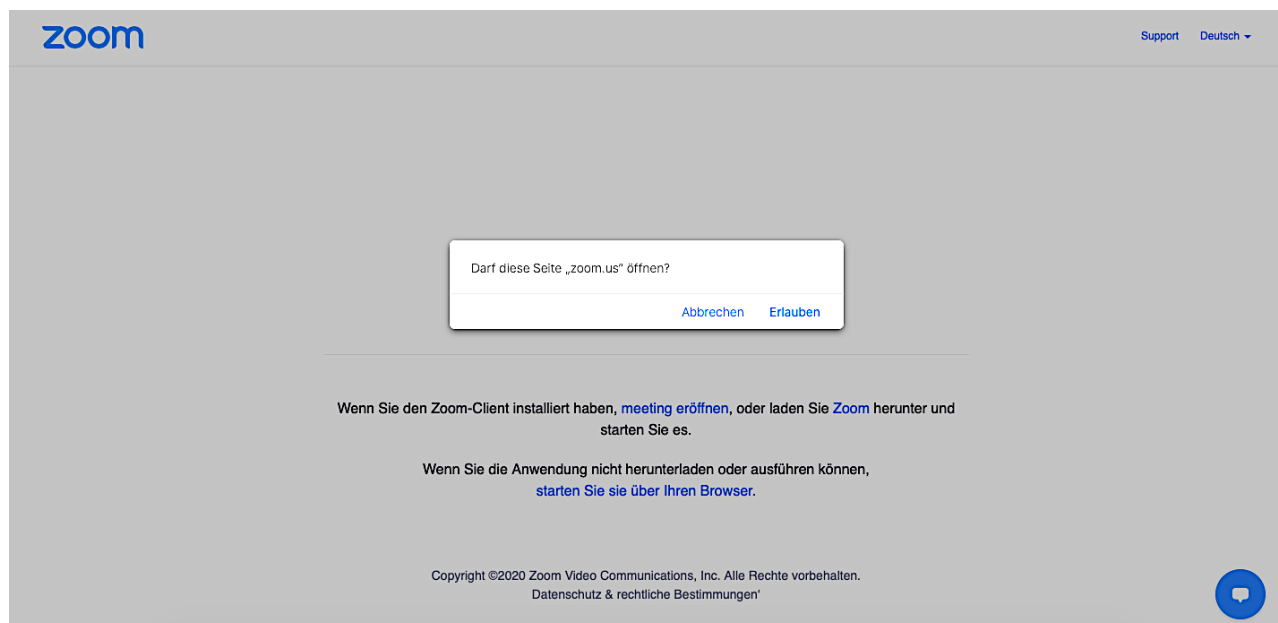 zoom
Support Deutsch
Darf diese Seite „zoom.us“ öffnen?
Abbrechen Erlauben
Wenn Sie den Zoom-Client installiert haben, meeting eröffnen, oder laden Sie Zoom herunter und
starten Sie es.
Wenn Sie die Anwendung nicht herunterladen oder ausführen können,
starten Sie sie über Ihren Browser.
Copyright ©2020 Zoom Video Communications, Inc. Alle Rechte vorbehalten.
Datenschutz & rechtliche Bestimmungen'